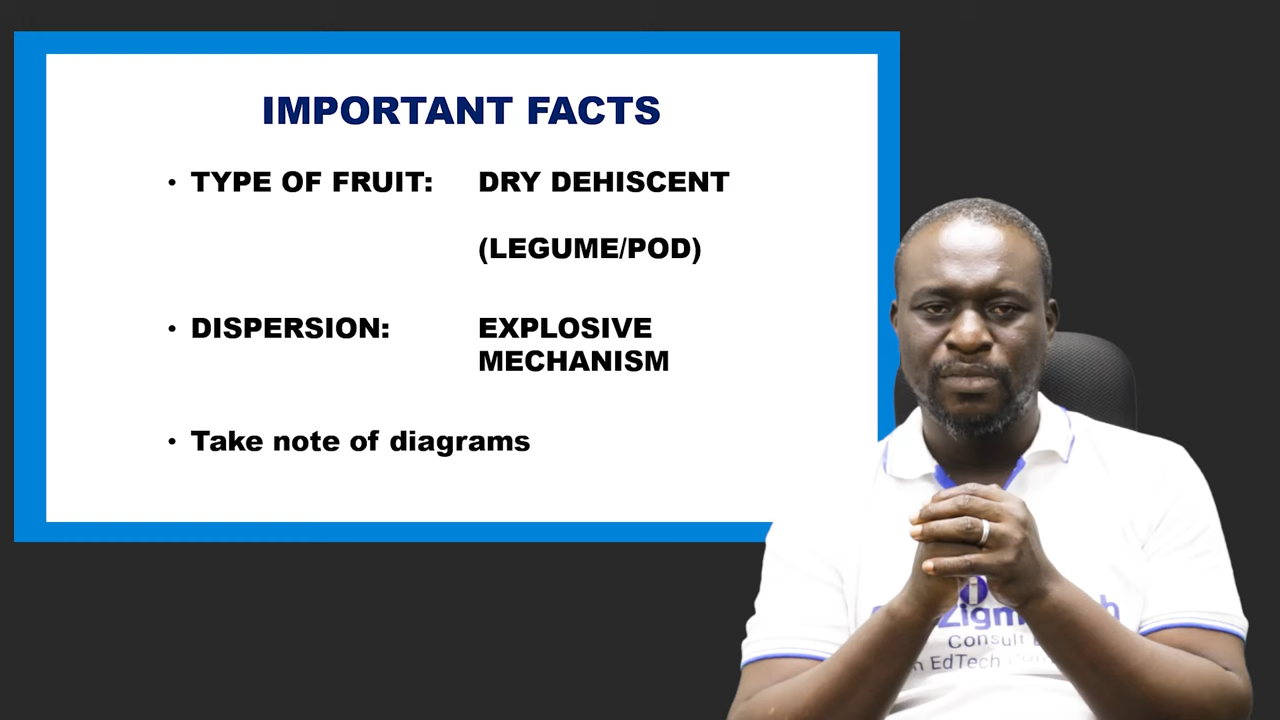 IMPORTANT FACTS
• TYPE OF FRUIT: DRY DEHISCENT
(LEGUME/POD)
• DISPERSION: EXPLOSIVE
MECHANISM
• Take note of diagrams
Consult
EdTech